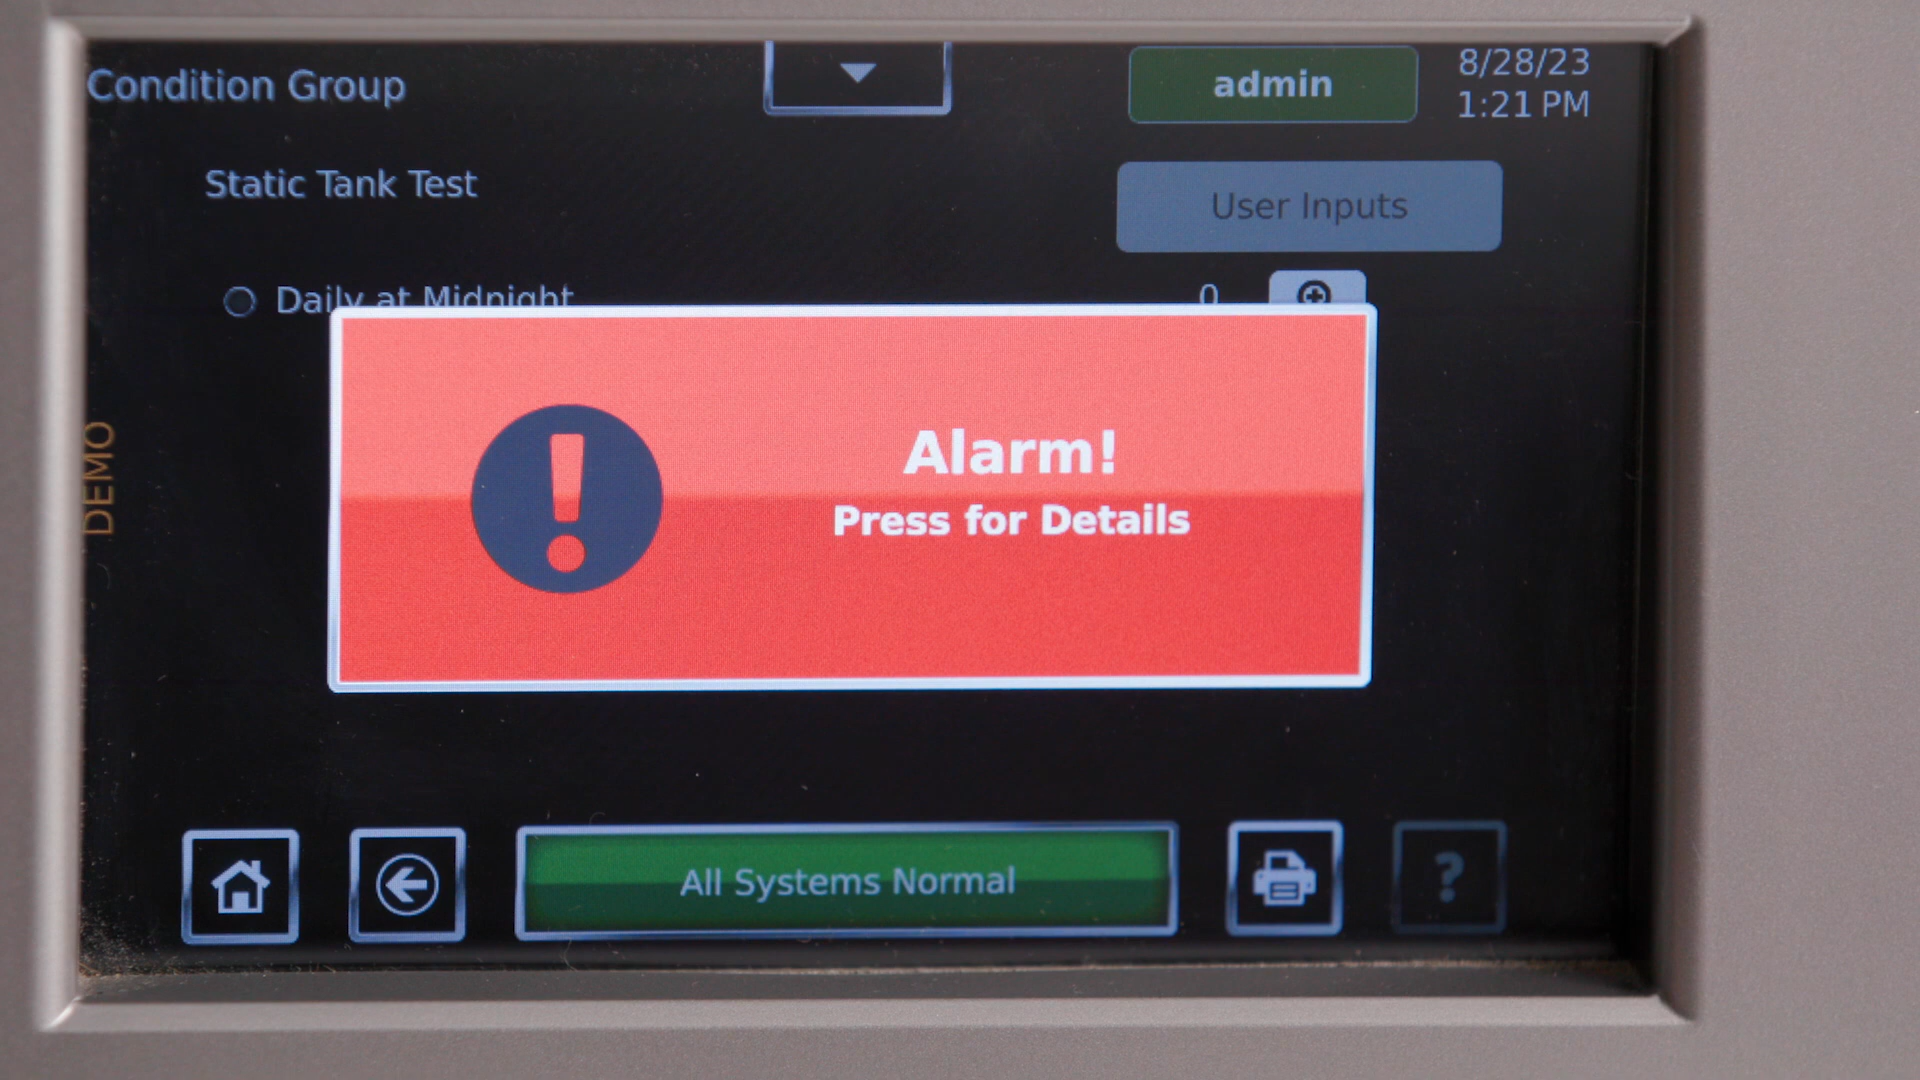 Condition Group
admin
8/28/23
1:21 PM
Static Tank Test
User Inputs
Daily at Midnight
0
DEMO
Alarm!
Press for Details
All Systems Normal
?